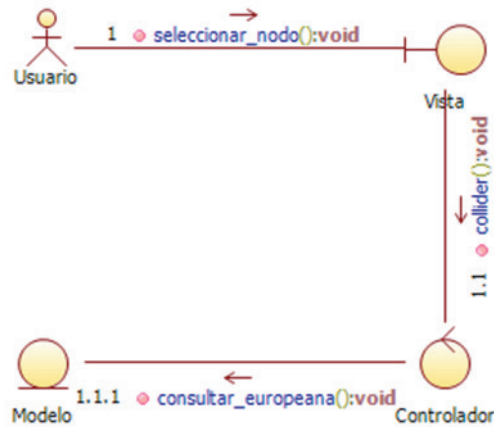 1 seleccionar_nodo():void
Usuario
Vista
1.1 collider():void
1.1.1 consultar_europeana():void
Modelo
Controlador